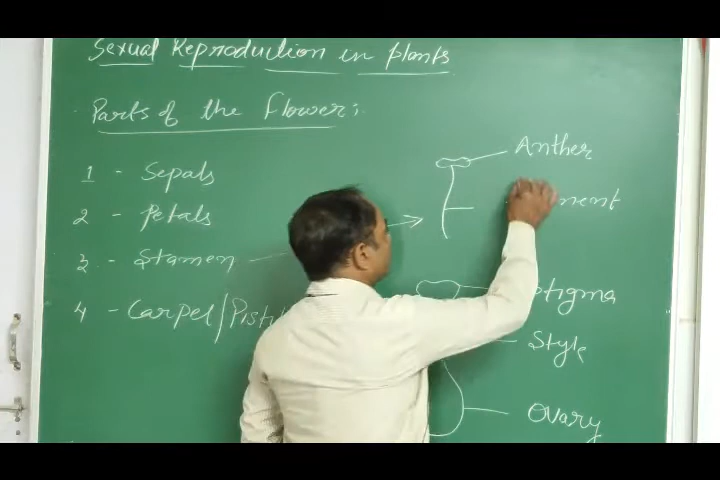 Sexual Reproduction in plants
Parts of the flower:
1 - Sepals
2 - Petals
3 - Stamen
4 - Carpel/Pisti
Anther
ment
Stigma
Style
Ovary